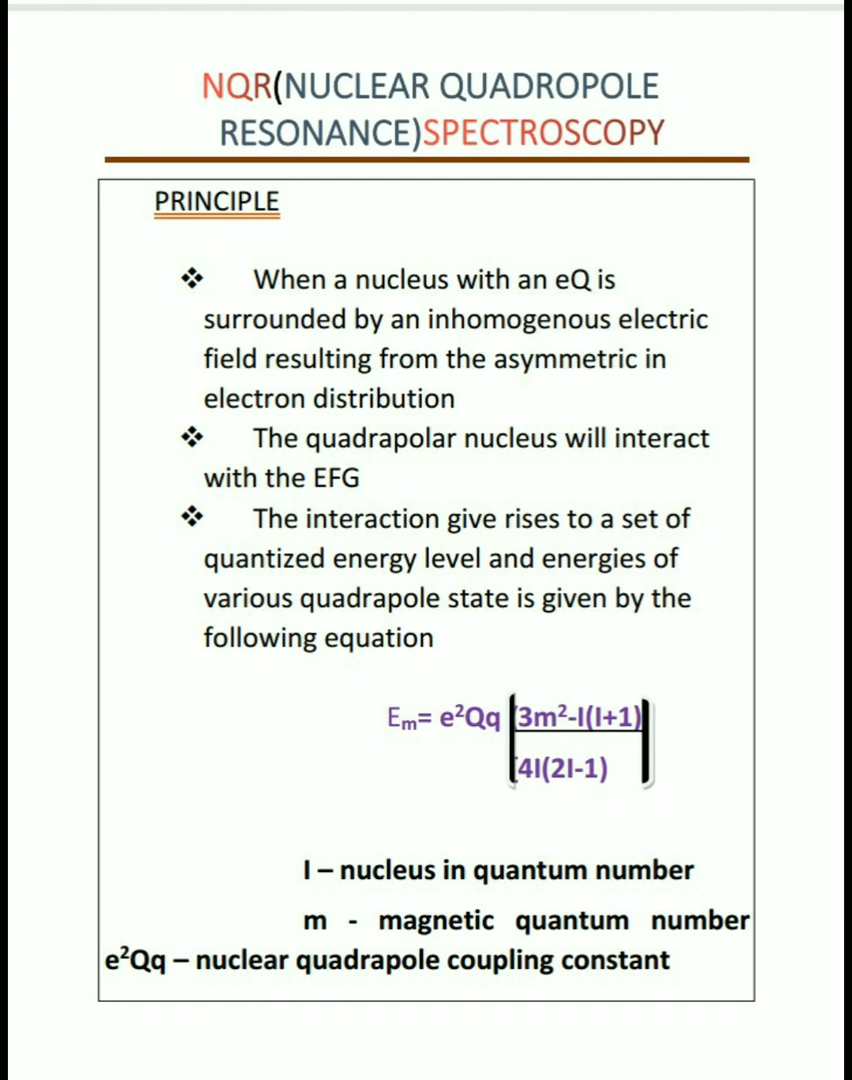 NQR(NUCLEAR QUADROPOLE
RESONANCE)SPECTROSCOPY
PRINCIPLE
❖ When a nucleus with an eQ is
surrounded by an inhomogenous electric
field resulting from the asymmetric in
electron distribution
❖ The quadrapolar nucleus will interact
with the EFG
❖ The interaction give rises to a set of
quantized energy level and energies of
various quadrapole state is given by the
following equation
Em= e²Qq [3m²-I(I+1)]
[4I(2I-1)
I – nucleus in quantum number
m - magnetic quantum number
e²Qq – nuclear quadrapole coupling constant